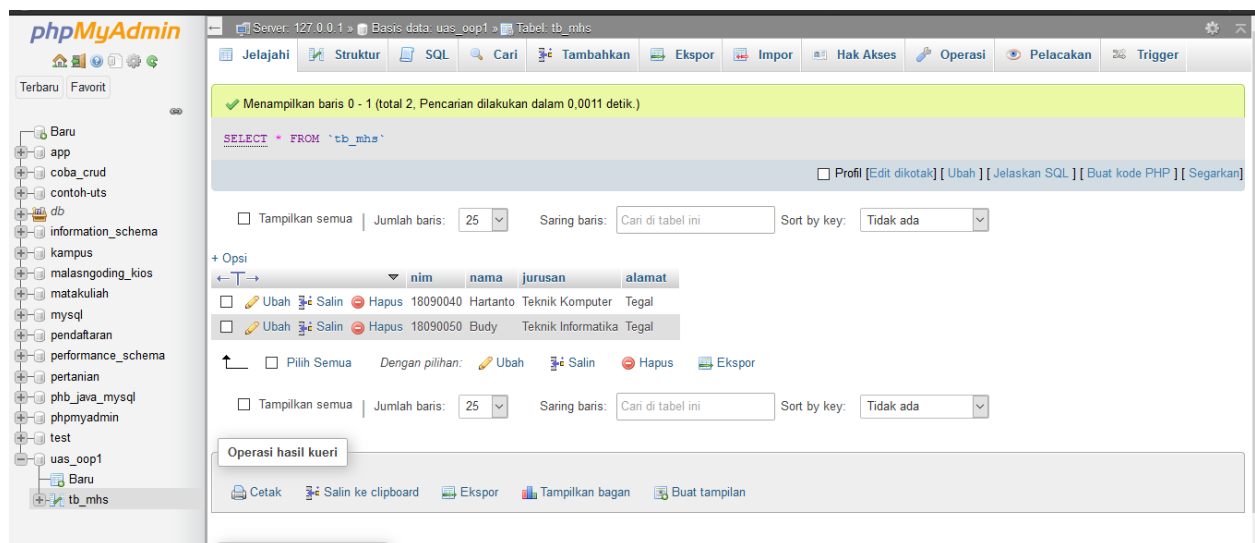 phpMyAdmin
Terbaru Favorit
Baru
app
coba_crud
contoh-uts
db
information_schema
kampus
malasngoding_kios
matakuliah
mysql
pendaftaran
performance_schema
pertanian
phb_java_mysql
phpmyadmin
test
uas_oop1
Baru
tb_mhs
Server: 127.0.0.1 » Basis data: uas_oop1 » Tabel: tb_mhs
Jelajahi Struktur SQL Cari Tambahkan Ekspor Impor Hak Akses Operasi Pelacakan Trigger
Menampilkan baris 0 - 1 (total 2, Pencarian dilakukan dalam 0,0011 detik.)
SELECT * FROM `tb_mhs`
Profil [Edit dikotak] [ Ubah ] [ Jelaskan SQL ] [ Buat kode PHP ] [ Segarkan]
Tampilkan semua | Jumlah baris: 25 Saring baris: Cari di tabel ini Sort by key: Tidak ada
+ Opsi
←T→ nim nama jurusan alamat
Ubah Salin Hapus 18090040 Hartanto Teknik Komputer Tegal
Ubah Salin Hapus 18090050 Budy Teknik Informatika Tegal
Pilih Semua Dengan pilihan: Ubah Salin Hapus Ekspor
Tampilkan semua | Jumlah baris: 25 Saring baris: Cari di tabel ini Sort by key: Tidak ada
Operasi hasil kueri
Cetak Salin ke clipboard Ekspor Tampilkan bagan Buat tampilan